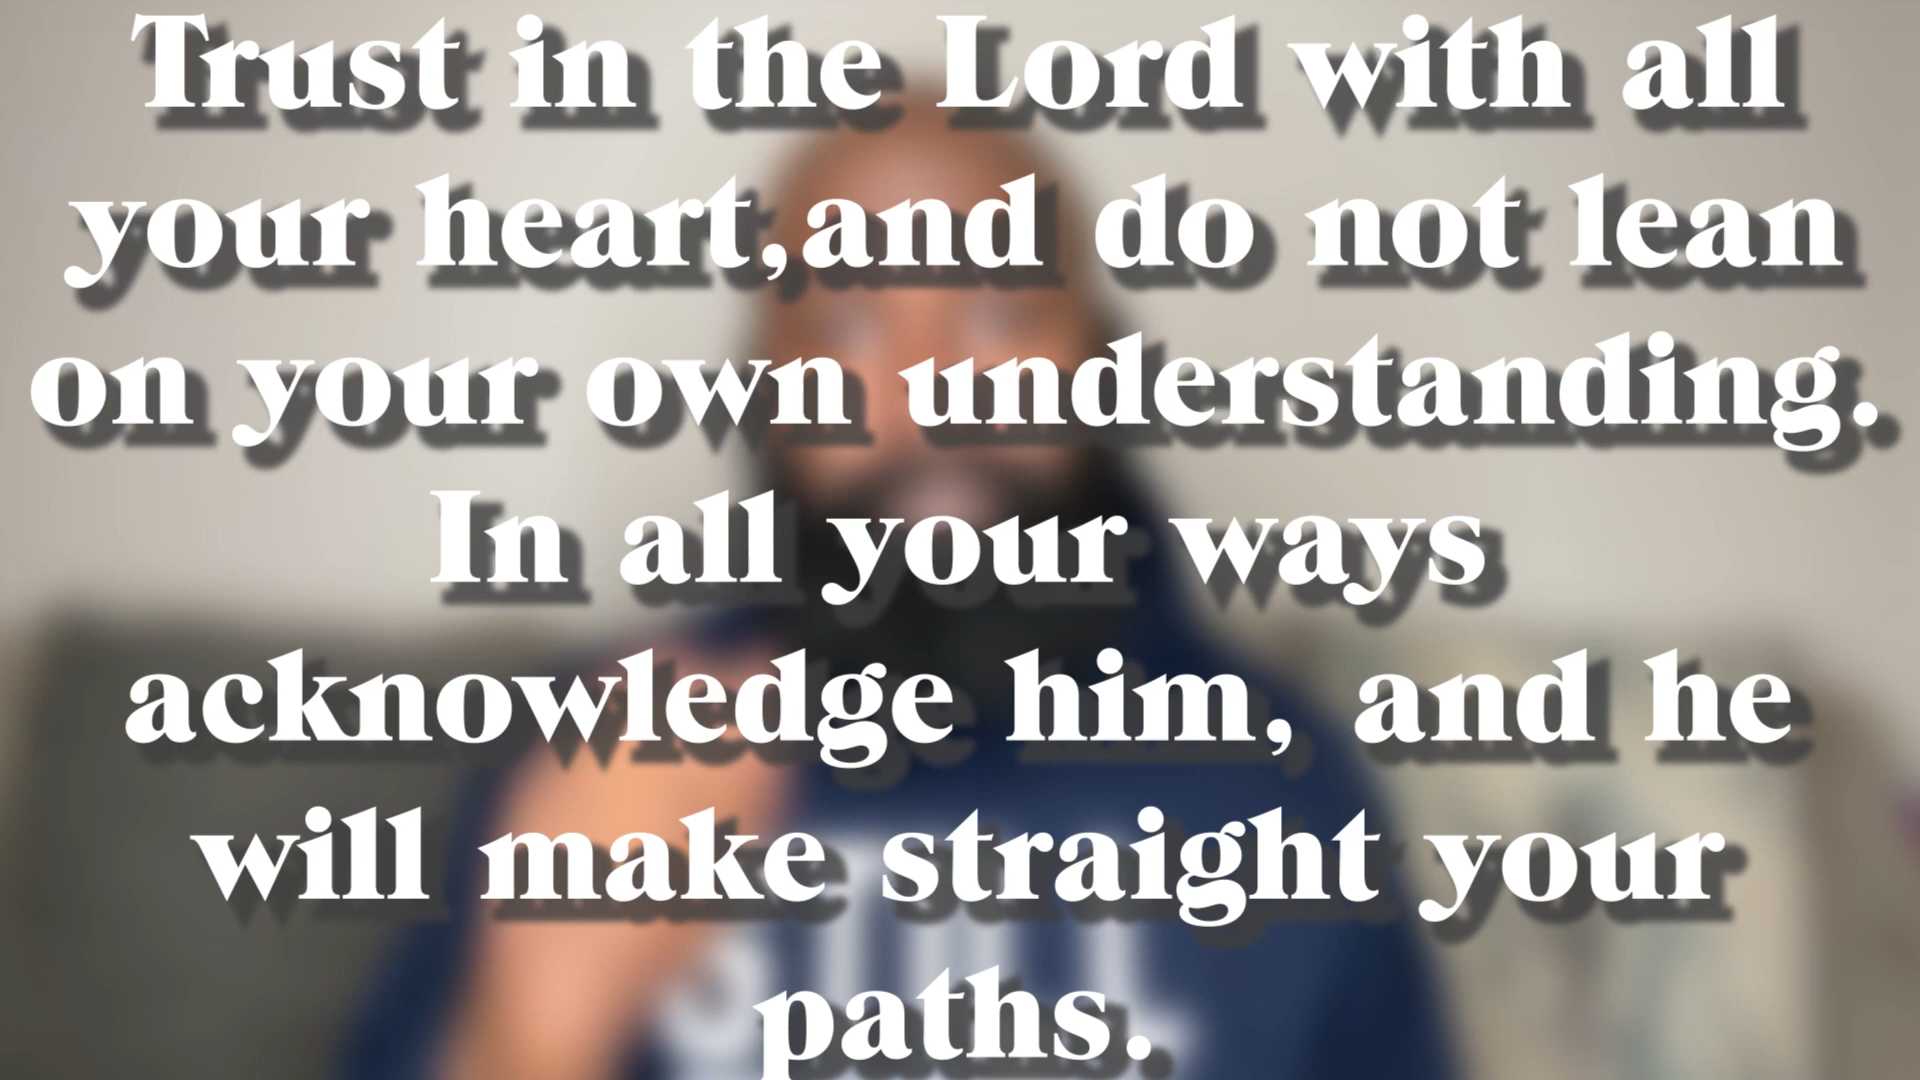 Trust in the Lord with all
your heart,and do not lean
on your own understanding.
In all your ways
acknowledge him, and he
will make straight your
paths.